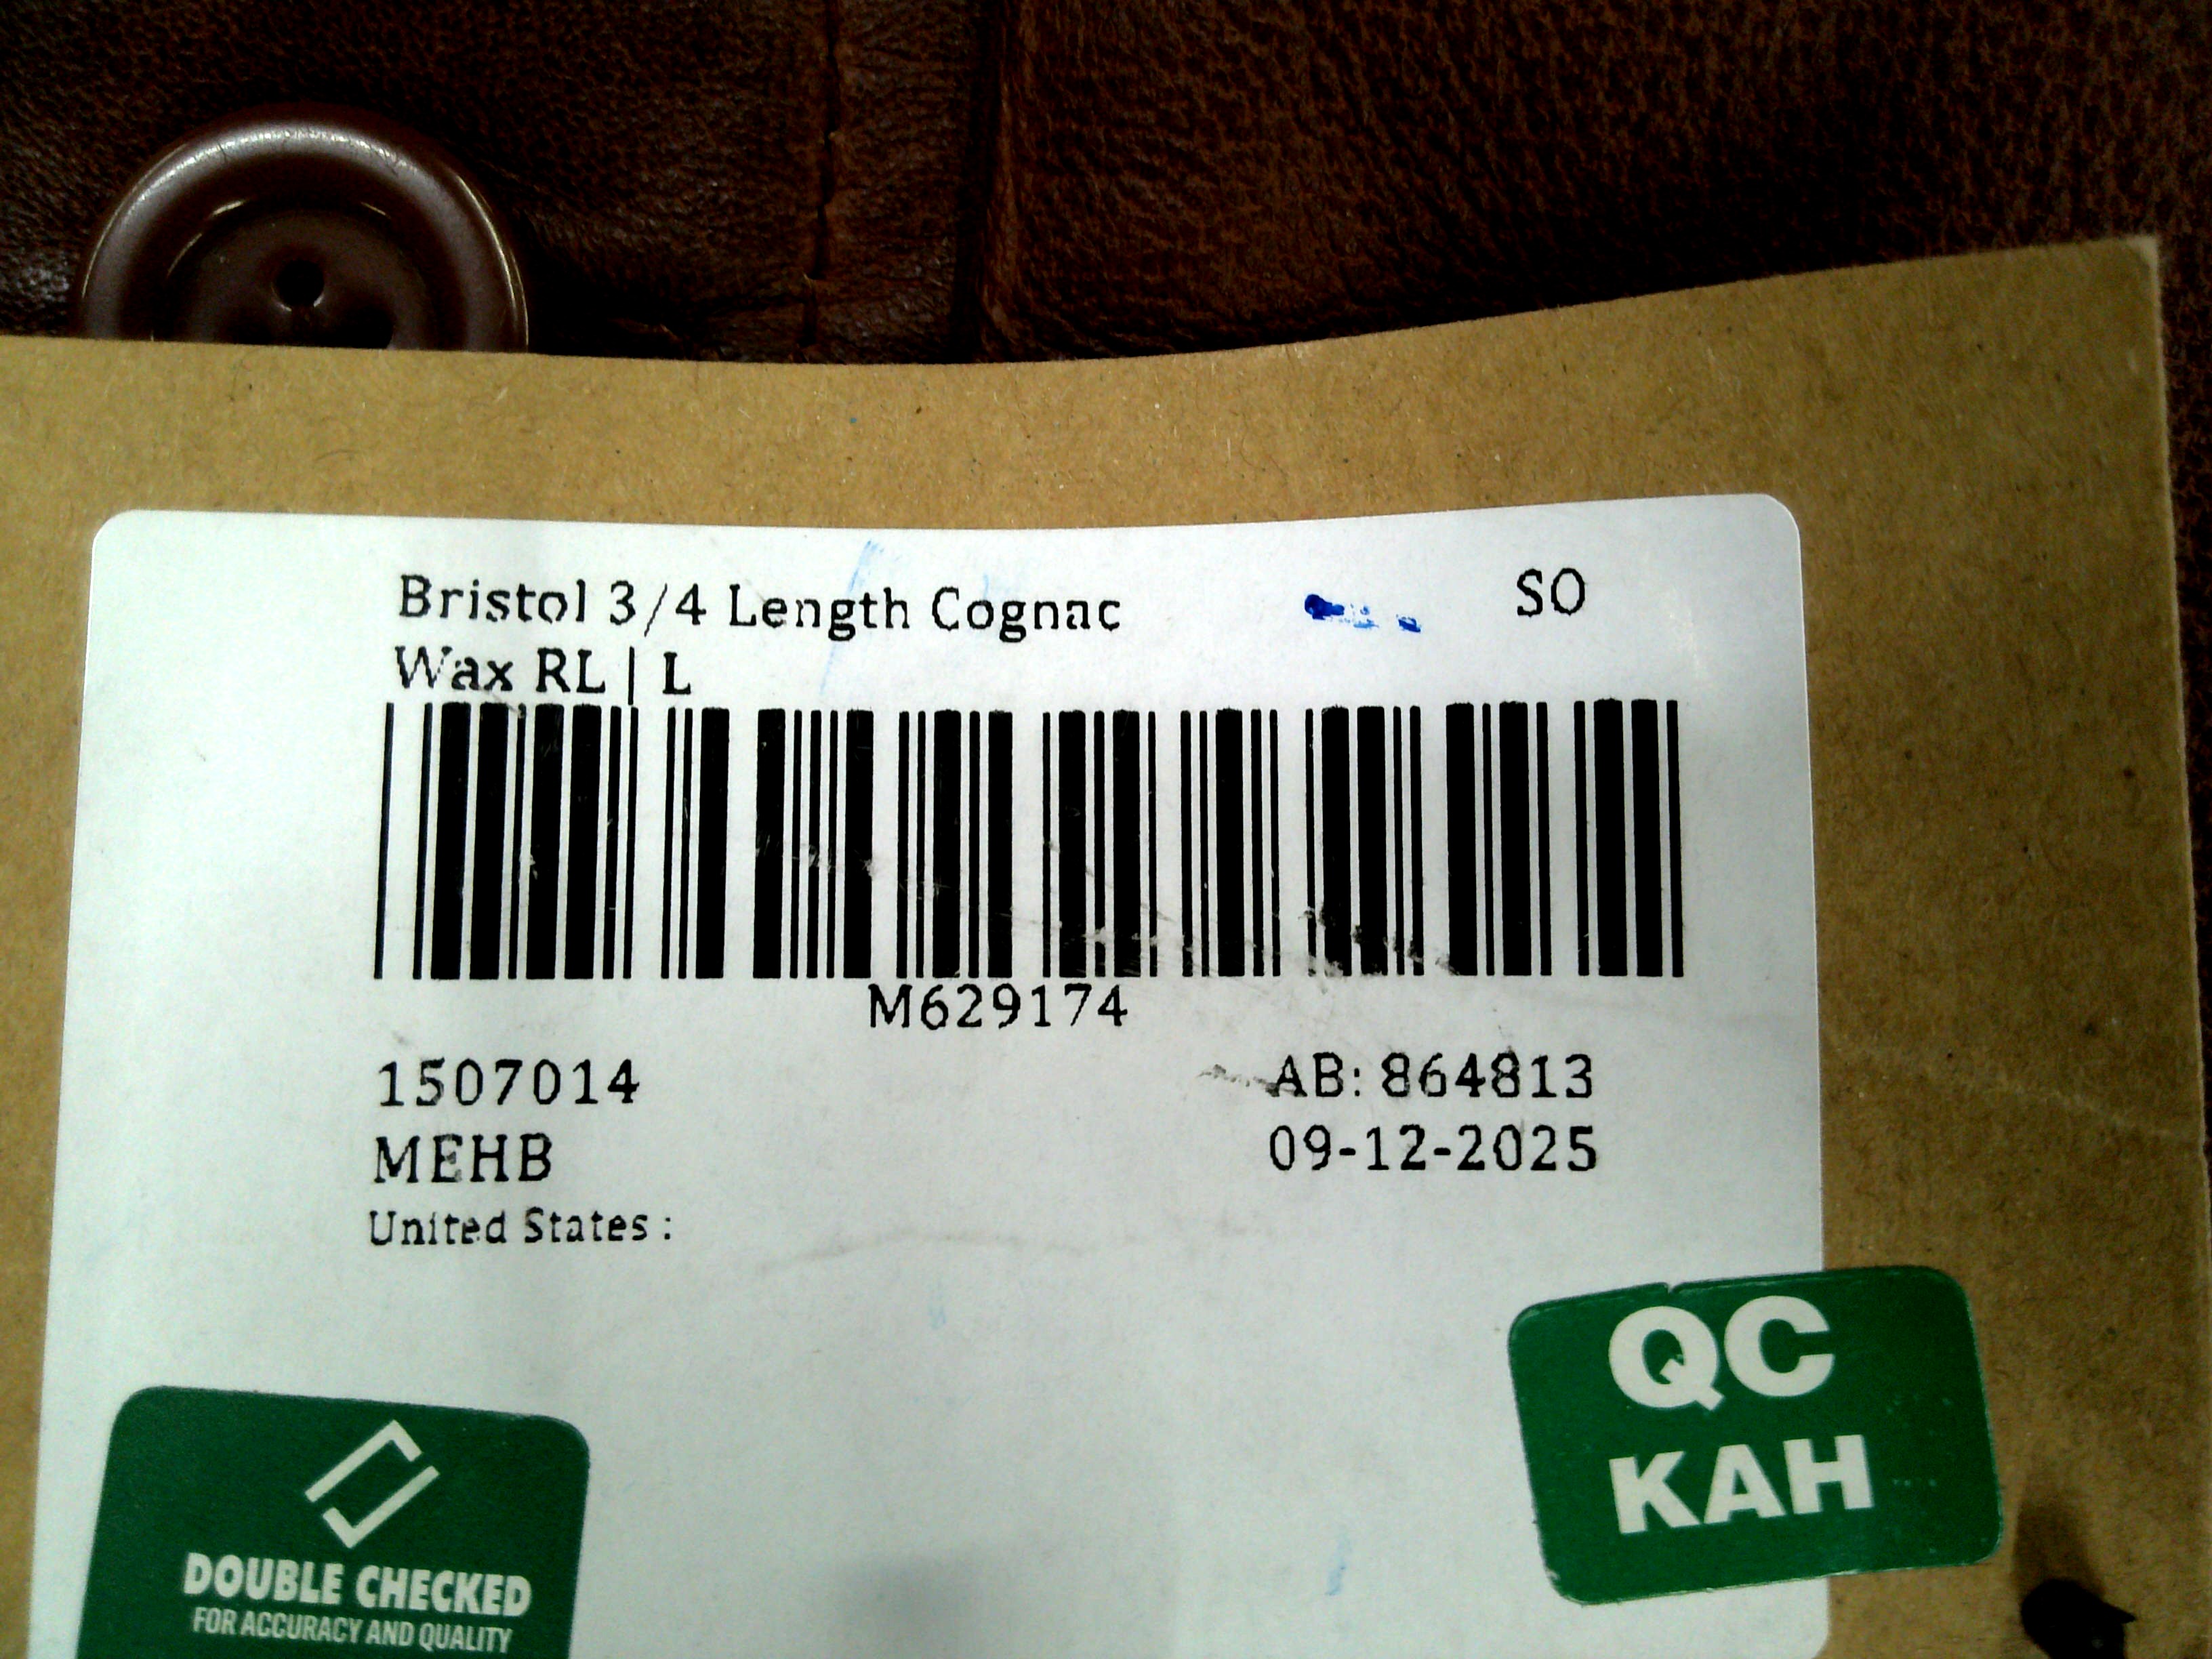 Bristol 3/4 Length Cognac
Wax RL | L
SO
M629174
1507014
AB: 864813
MEHB
09-12-2025
United States :
QC
KAH
DOUBLE CHECKED
FOR ACCURACY AND QUALITY